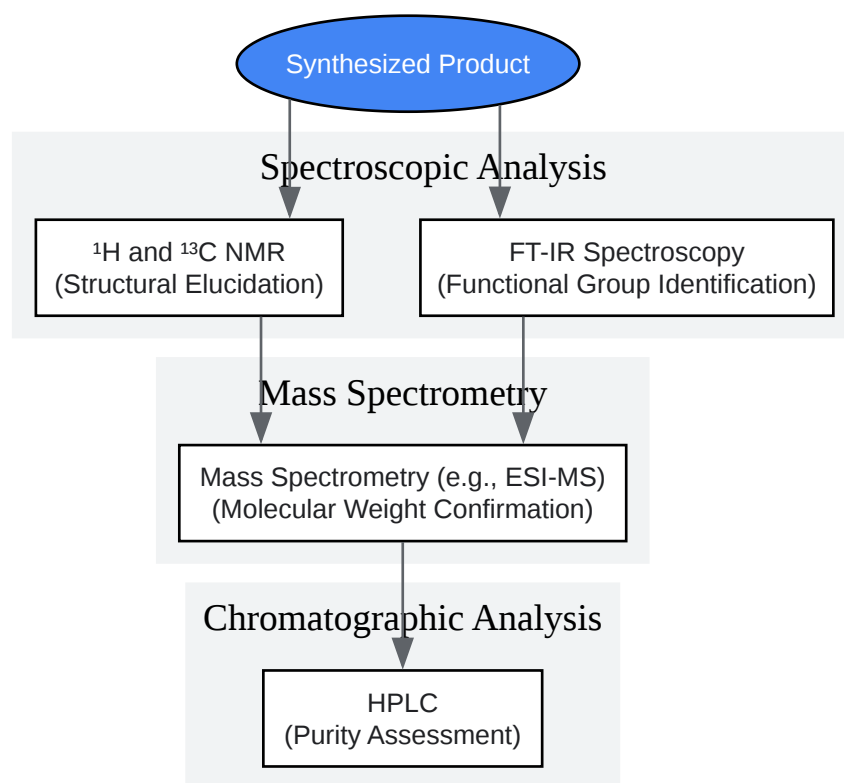 Synthesized Product
Spectroscopic Analysis
¹H and ¹³C NMR
(Structural Elucidation)
FT-IR Spectroscopy
(Functional Group Identification)
Mass Spectrometry
Mass Spectrometry (e.g., ESI-MS)
(Molecular Weight Confirmation)
Chromatographic Analysis
HPLC
(Purity Assessment)